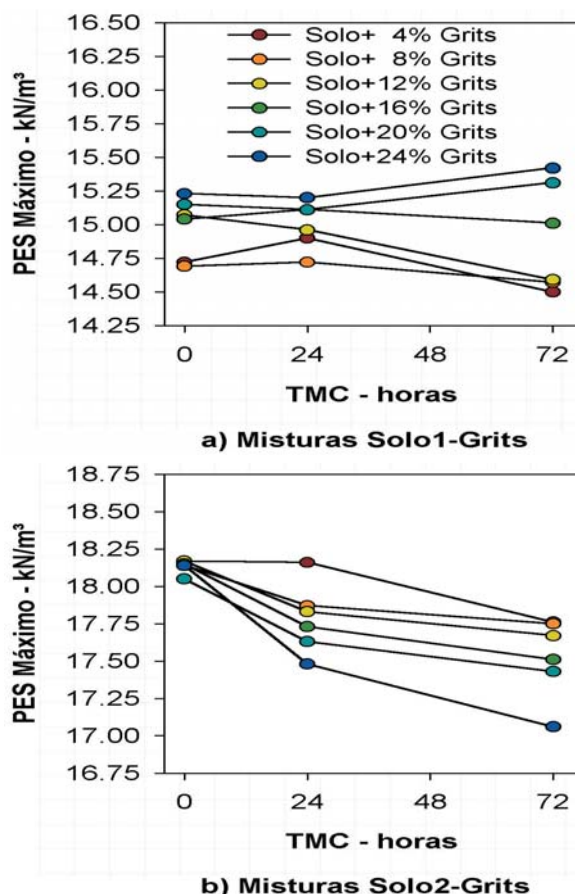 16.50
16.25
16.00
15.75
15.50
15.25
15.00
14.75
14.50
14.25
PES Máximo - kN/m³
Solo+ 4% Grits
Solo+ 8% Grits
Solo+12% Grits
Solo+16% Grits
Solo+20% Grits
Solo+24% Grits
0 24 48 72
TMC - horas
a) Misturas Solo1-Grits
18.75
18.50
18.25
18.00
17.75
17.50
17.25
17.00
16.75
PES Máximo - kN/m³
0 24 48 72
TMC - horas
b) Misturas Solo2-Grits